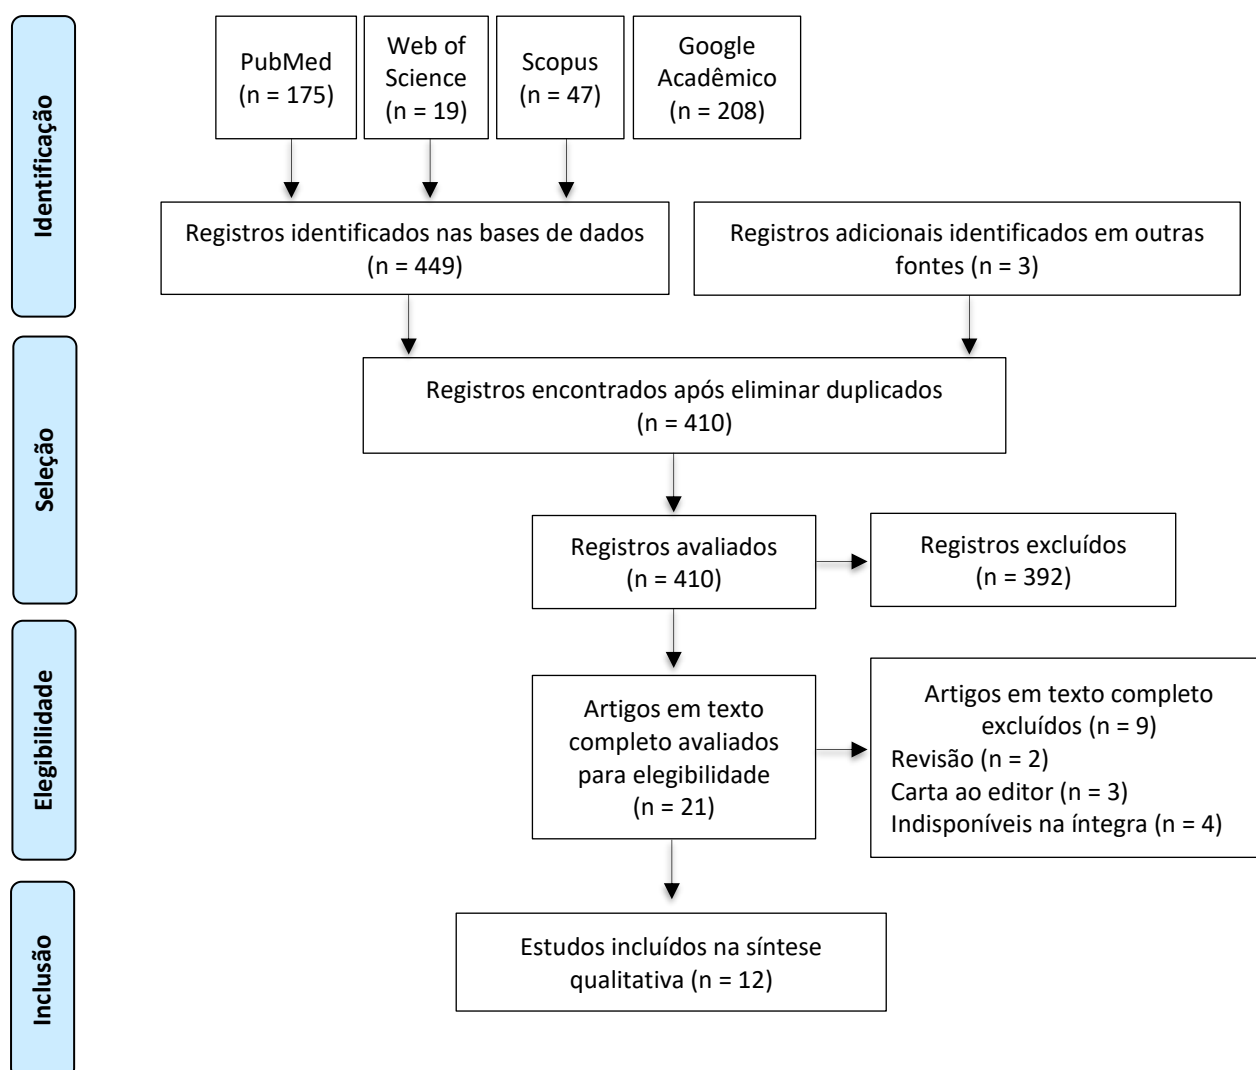 Identificação
PubMed
(n = 175)
Web of
Science
(n = 19)
Scopus
(n = 47)
Google
Acadêmico
(n = 208)
Registros identificados nas bases de dados
(n = 449)
Registros adicionais identificados em outras
fontes (n = 3)
Seleção
Registros encontrados após eliminar duplicados
(n = 410)
Registros avaliados
(n = 410)
Registros excluídos
(n = 392)
Elegibilidade
Artigos em texto
completo avaliados
para elegibilidade
(n = 21)
Artigos em texto completo
excluídos (n = 9)
Revisão (n = 2)
Carta ao editor (n = 3)
Indisponíveis na íntegra (n = 4)
Inclusão
Estudos incluídos na síntese
qualitativa (n = 12)